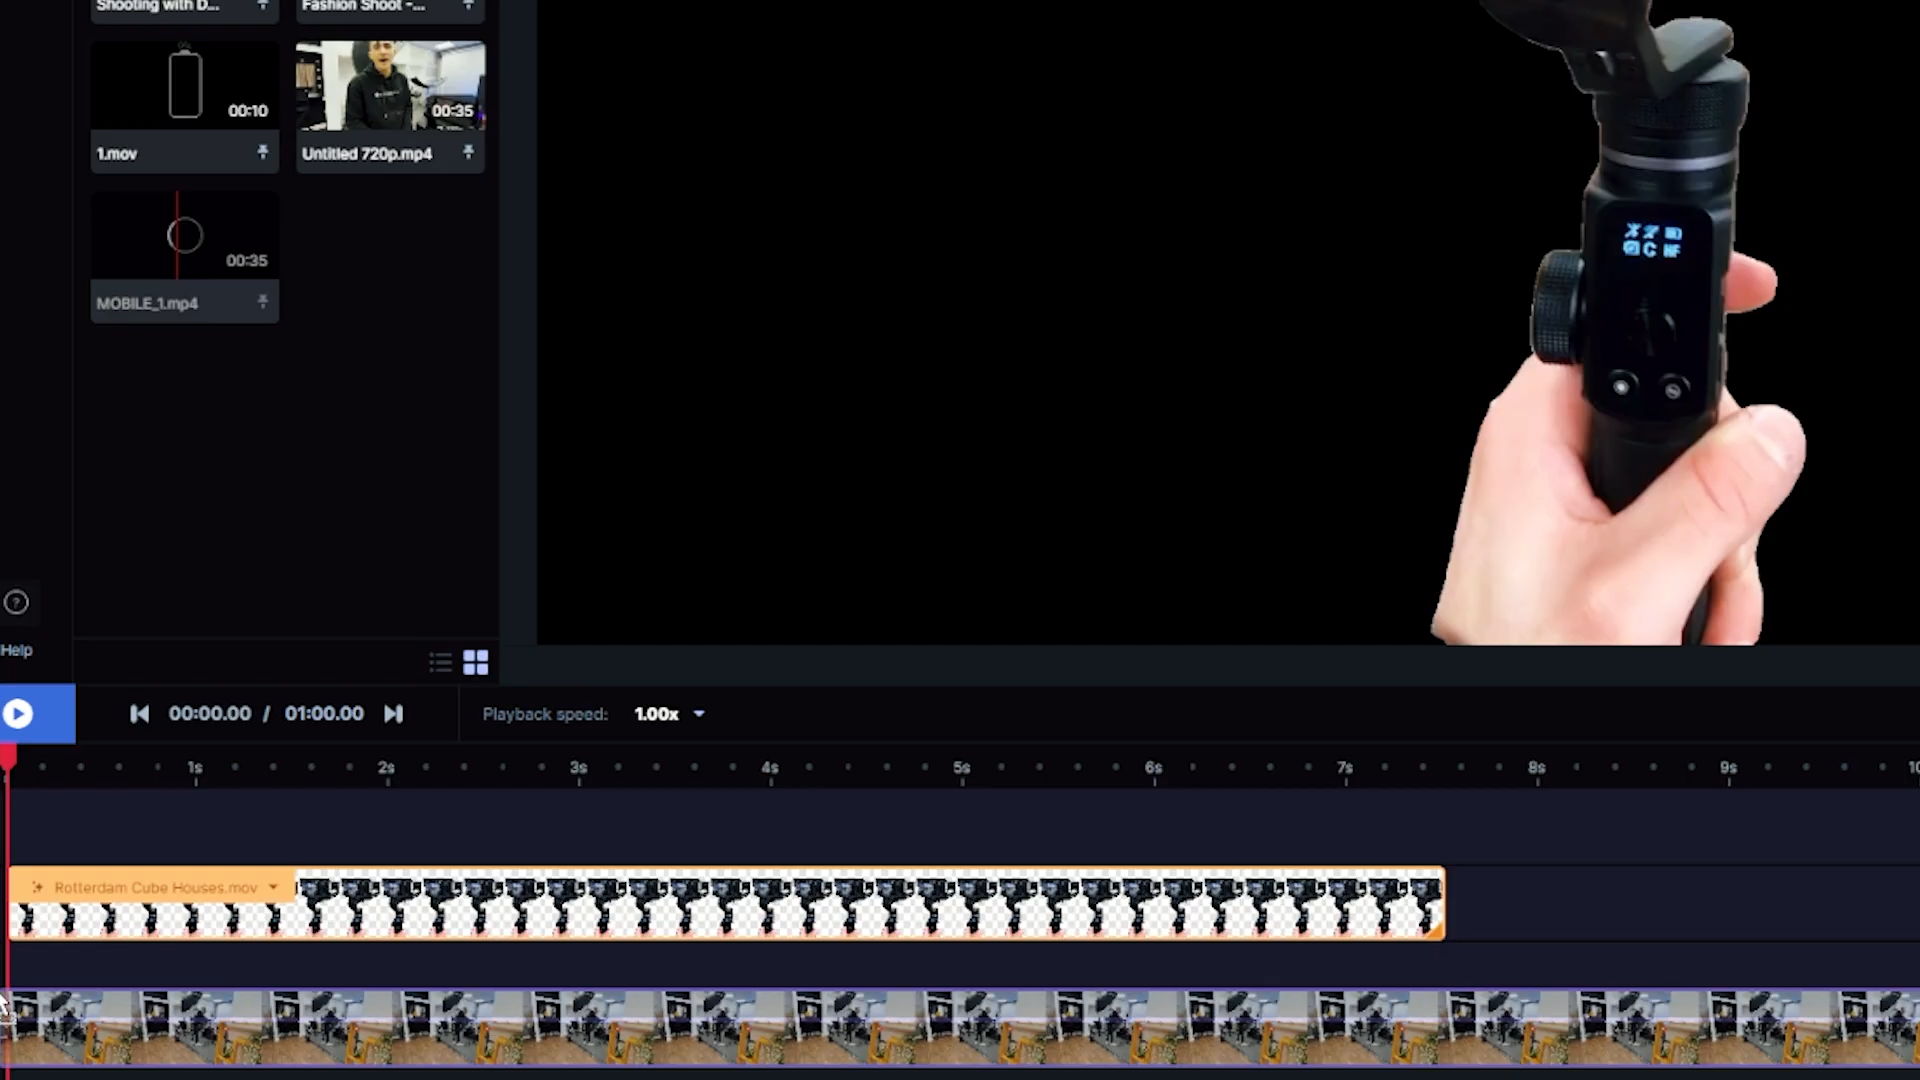 Shooting with D...
Fashion Shoot -...
00:10
00:35
1.mov
Untitled 720p.mp4
00:35
MOBILE_1.mp4
Help
00:00.00 / 01:00.00
Playback speed: 1.00x
1s 2s 3s 4s 5s 6s 7s 8s 9s
Rotterdam Cube Houses.mov